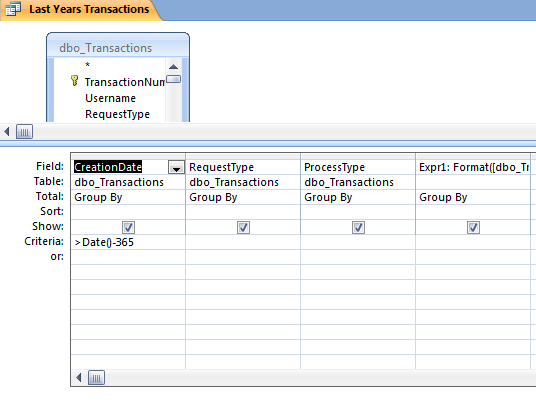 Last Years Transactions
dbo_Transactions
*
TransactionNum
Username
RequestType
Field: CreationDate RequestType ProcessType Expr1: Format([dbo_Tr
Table: dbo_Transactions dbo_Transactions dbo_Transactions
Total: Group By Group By Group By Group By
Sort:
Show:
Criteria: >Date()-365
or: